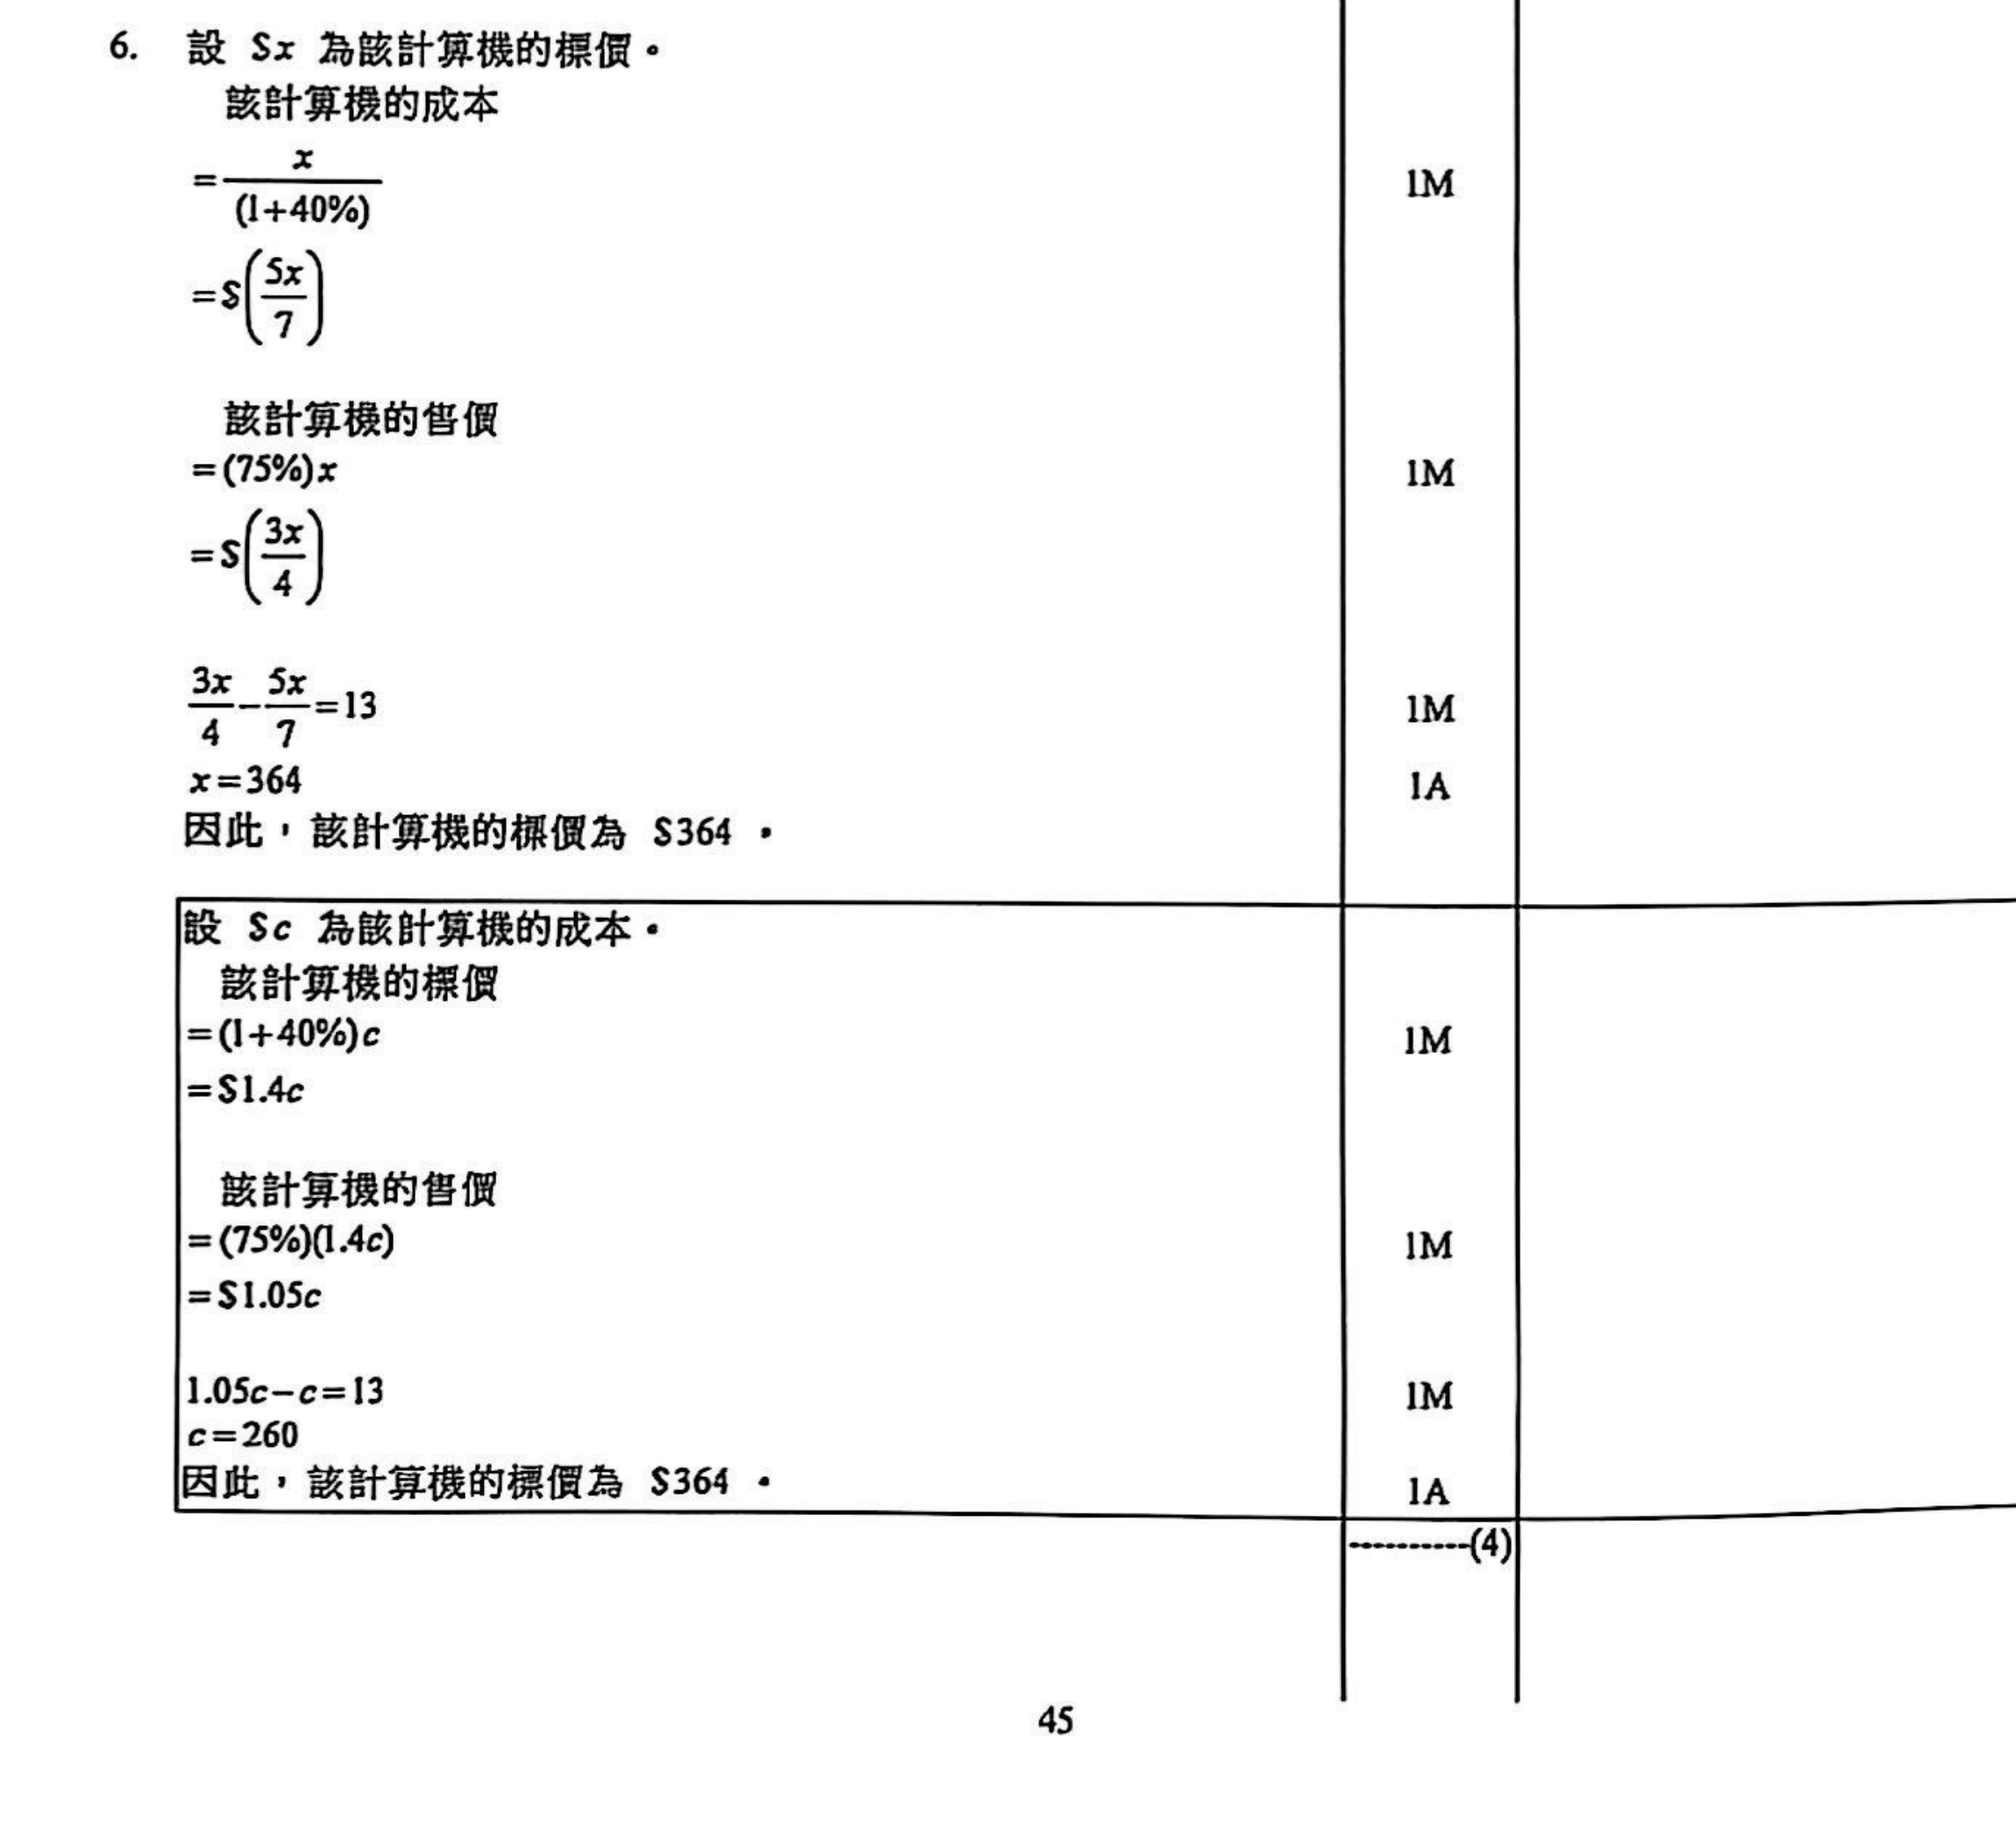 6. 設 $x 為該計算機的標價。
該計算機的成本
= x/(1+40%) 1M
= $(5x/7)
該計算機的售價
= (75%)x 1M
= $(3x/4)
3x/4 − 5x/7 = 13 1M
x = 364 1A
因此，該計算機的標價為 $364 。
設 $c 為該計算機的成本。
該計算機的標價
= (1+40%)c 1M
= $1.4c
該計算機的售價
= (75%)(1.4c) 1M
= $1.05c
1.05c − c = 13 1M
c = 260
因此，該計算機的標價為 $364 。 1A
----------(4)
45